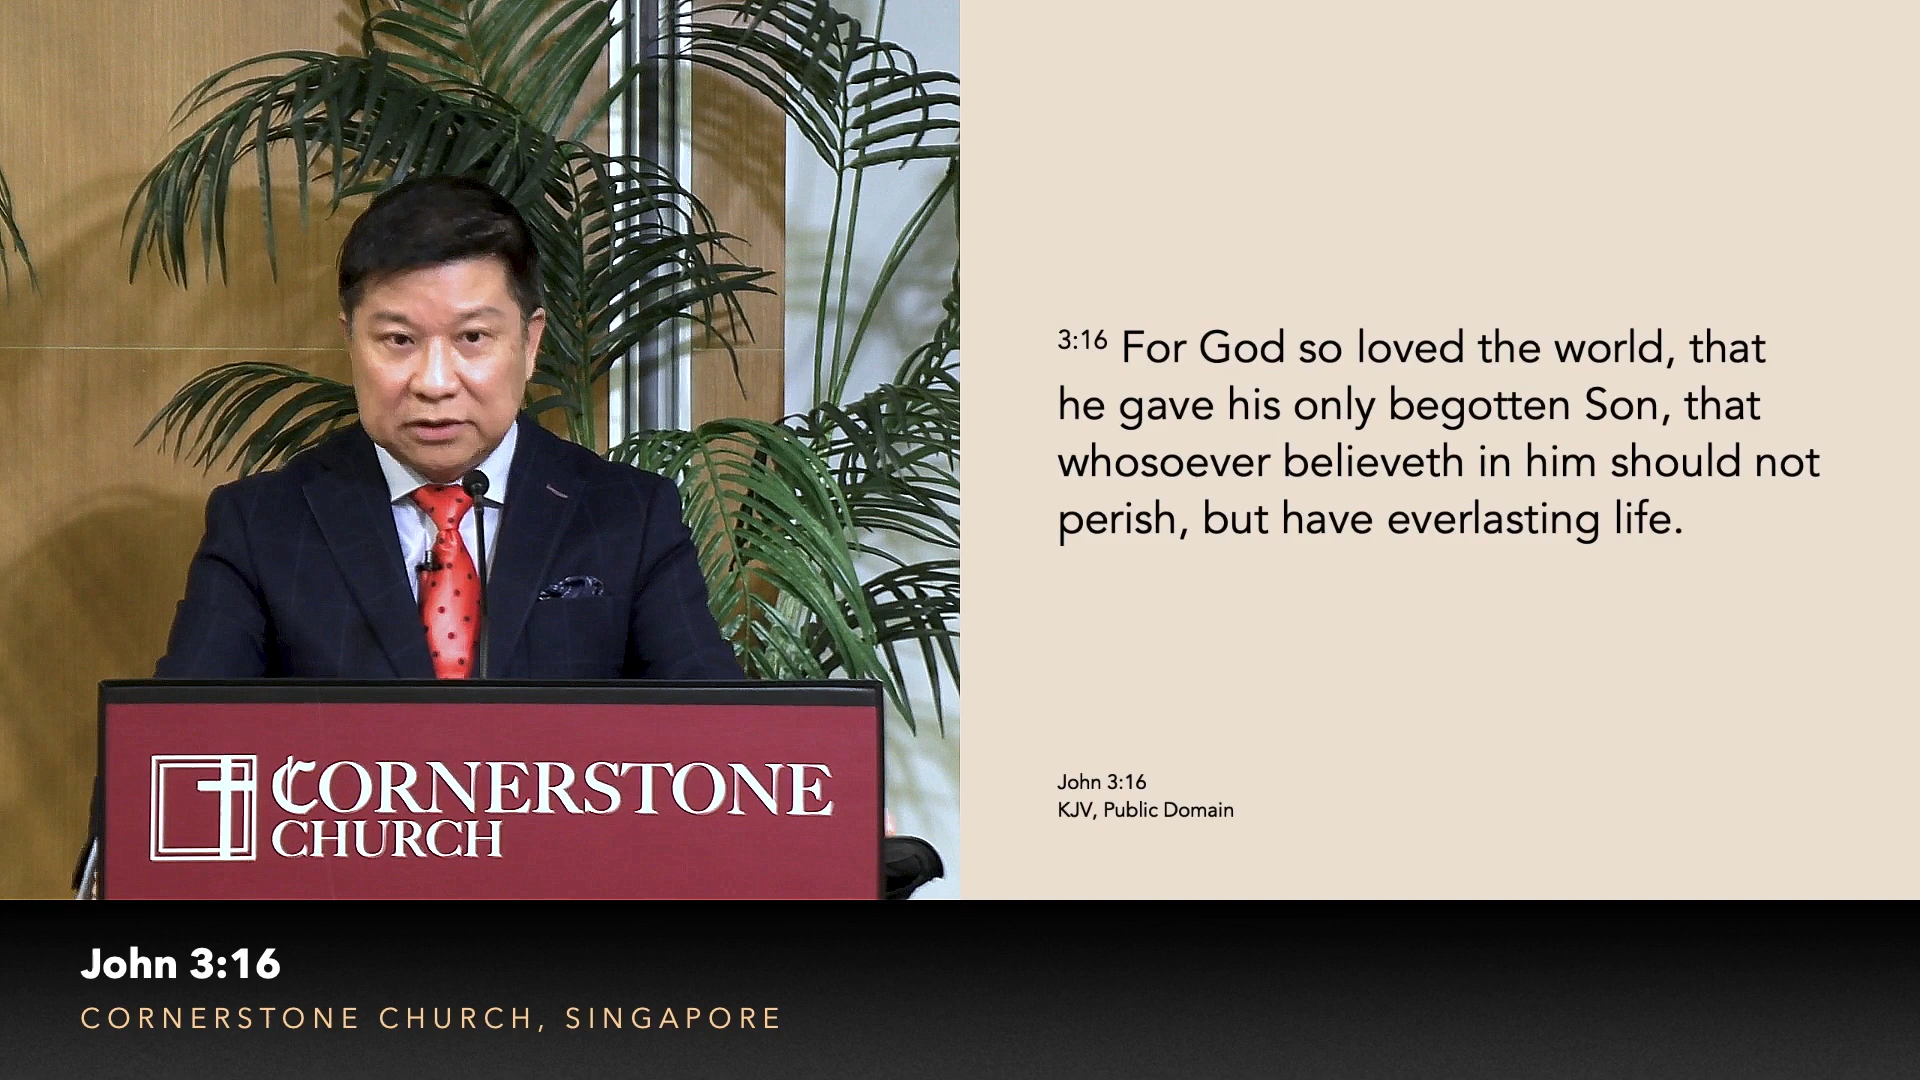 3:16 For God so loved the world, that
he gave his only begotten Son, that
whosoever believeth in him should not
perish, but have everlasting life.
John 3:16
KJV, Public Domain
CORNERSTONE
CHURCH
John 3:16
CORNERSTONE CHURCH, SINGAPORE